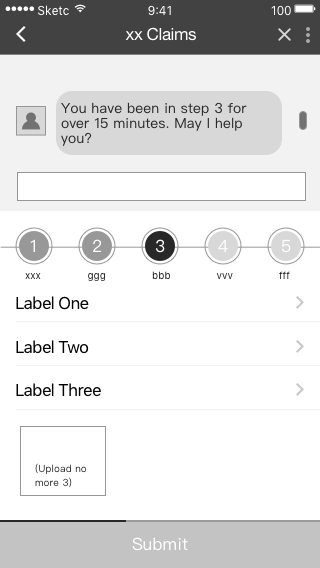 Sketc 9:41 100
xx Claims
You have been in step 3 for
over 15 minutes. May I help
you?
1 2 3 4 5
xxx ggg bbb vvv fff
Label One
Label Two
Label Three
(Upload no
more 3)
Submit